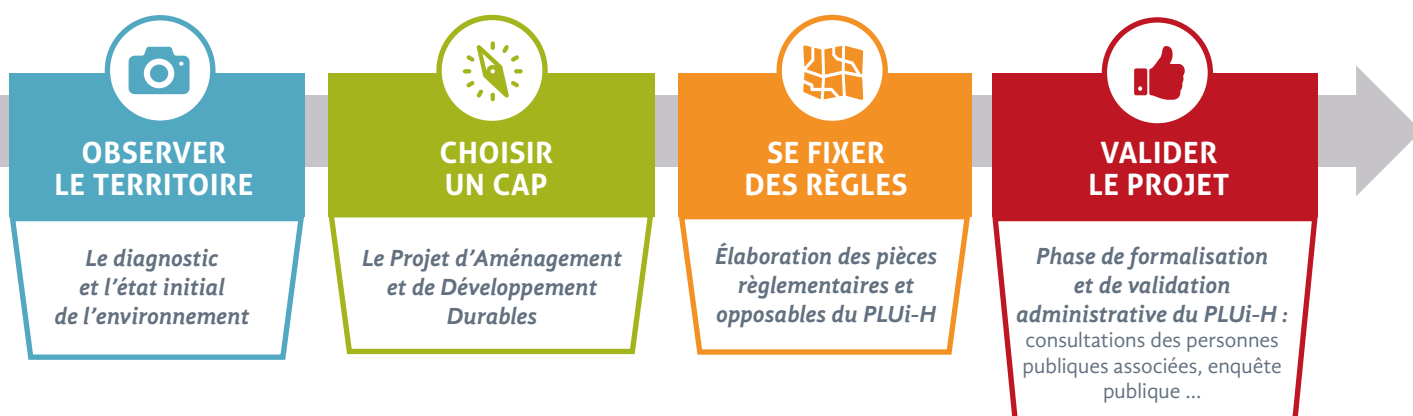 OBSERVER
LE TERRITOIRE
Le diagnostic
et l'état initial
de l'environnement
CHOISIR
UN CAP
Le Projet d'Aménagement
et de Développement
Durables
SE FIXER
DES RÈGLES
Élaboration des pièces
règlementaires et
opposables du PLUi-H
VALIDER
LE PROJET
Phase de formalisation
et de validation
administrative du PLUi-H :
consultations des personnes
publiques associées, enquête
publique ...